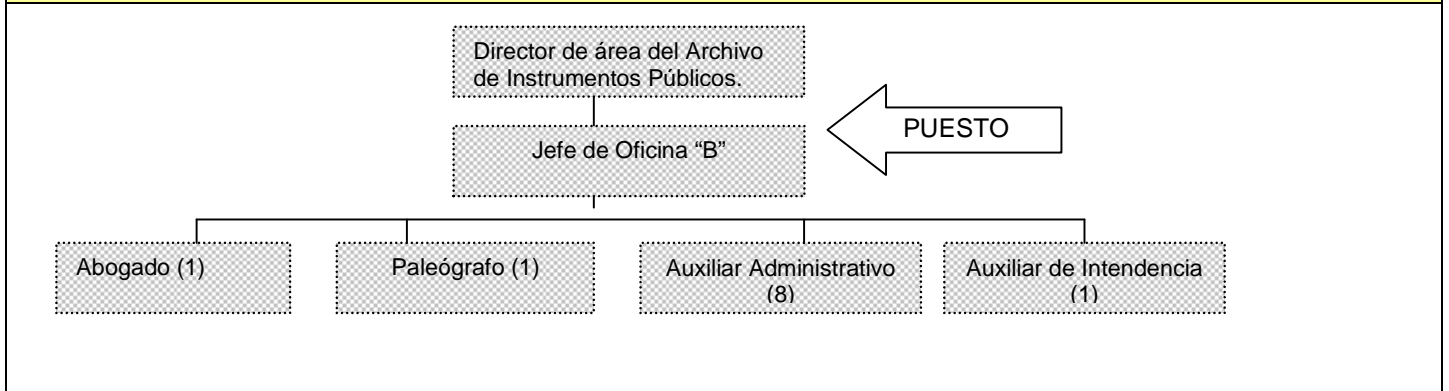 Director de área del Archivo
de Instrumentos Públicos.
PUESTO
Jefe de Oficina “B”
Abogado (1)
Paleógrafo (1)
Auxiliar Administrativo
(8)
Auxiliar de Intendencia
(1)